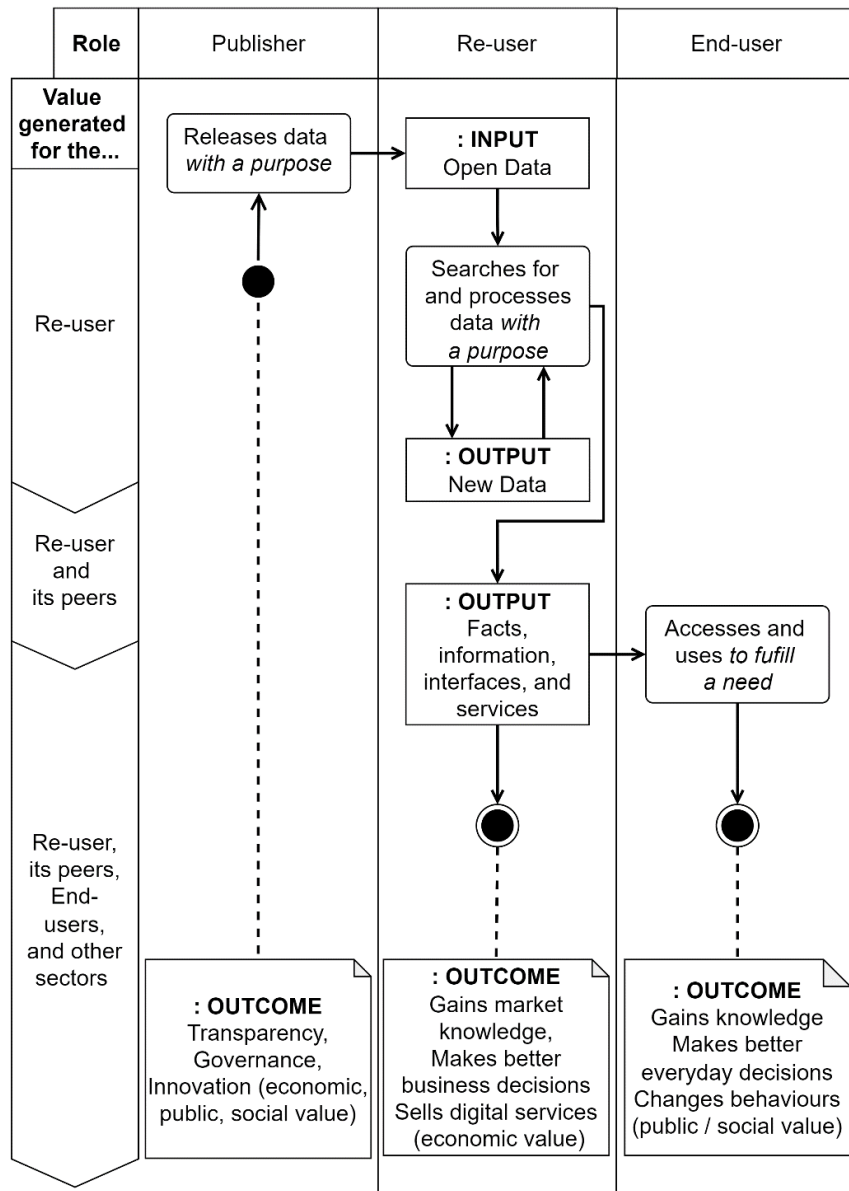 Role
Publisher
Re-user
End-user
Value
generated
for the...
Releases data
with a purpose
: INPUT
Open Data
Searches for
and processes
data with
a purpose
Re-user
: OUTPUT
New Data
Re-user
and
its peers
: OUTPUT
Facts,
information,
interfaces, and
services
Accesses and
uses to fufill
a need
Re-user,
its peers,
End-
users,
and other
sectors
: OUTCOME
Transparency,
Governance,
Innovation (economic,
public, social value)
: OUTCOME
Gains market
knowledge,
Makes better
business decisions
Sells digital services
(economic value)
: OUTCOME
Gains knowledge
Makes better
everyday decisions
Changes behaviours
(public / social value)